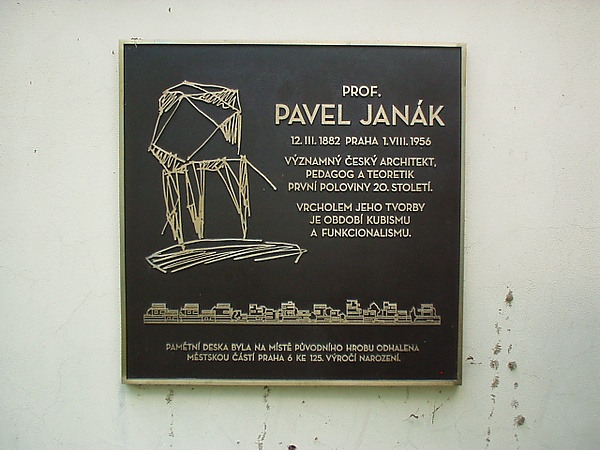 PROF.
PAVEL JANÁK
12. III. 1882 PRAHA 1. VIII. 1956
VÝZNAMNÝ ČESKÝ ARCHITEKT,
PEDAGOG A TEORETIK
PRVNÍ POLOVINY 20. STOLETÍ.
VRCHOLEM JEHO TVORBY
JE OBDOBÍ KUBISMU
A FUNKCIONALISMU.
PAMĚTNÍ DESKA BYLA NA MÍSTĚ PŮVODNÍHO HROBU ODHALENA
MĚSTSKOU ČÁSTÍ PRAHA 6 KE 125. VÝROČÍ NAROZENÍ.